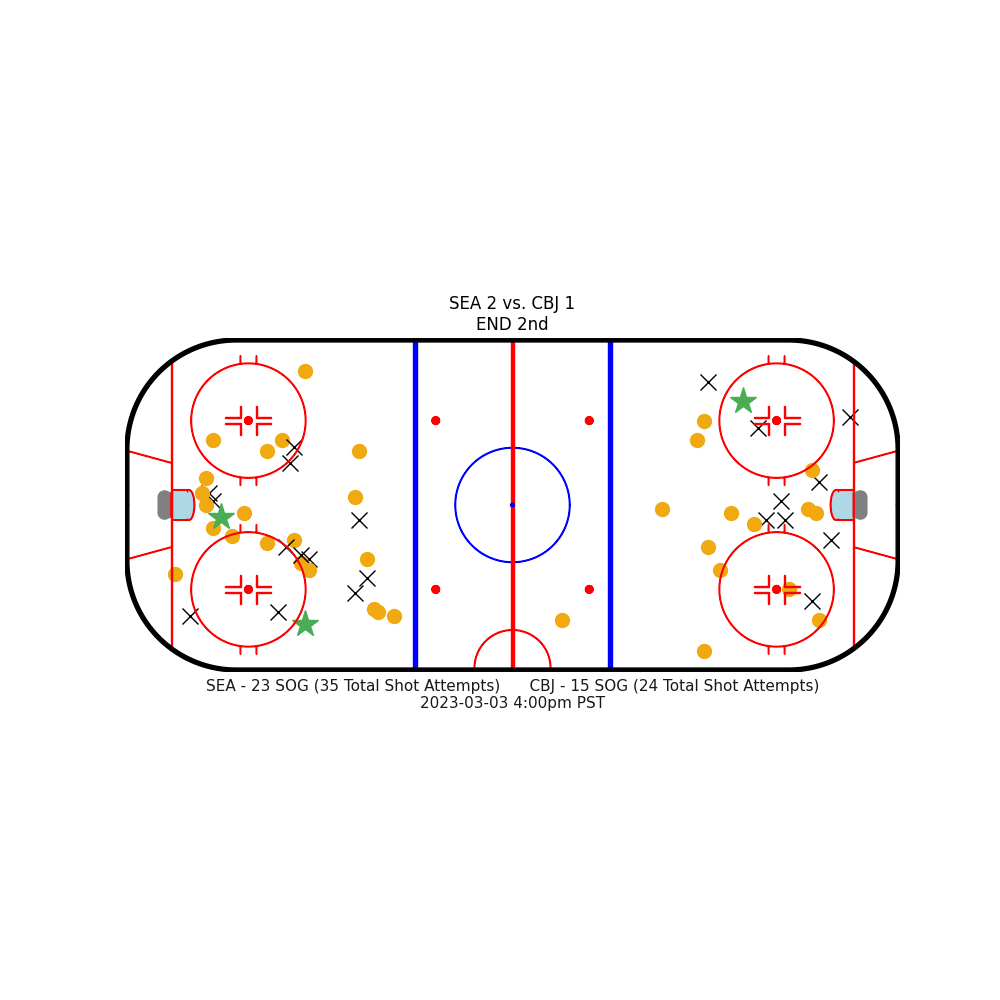 SEA 2 vs. CBJ 1
END 2nd
SEA - 23 SOG (35 Total Shot Attempts) CBJ - 15 SOG (24 Total Shot Attempts)
2023-03-03 4:00pm PST